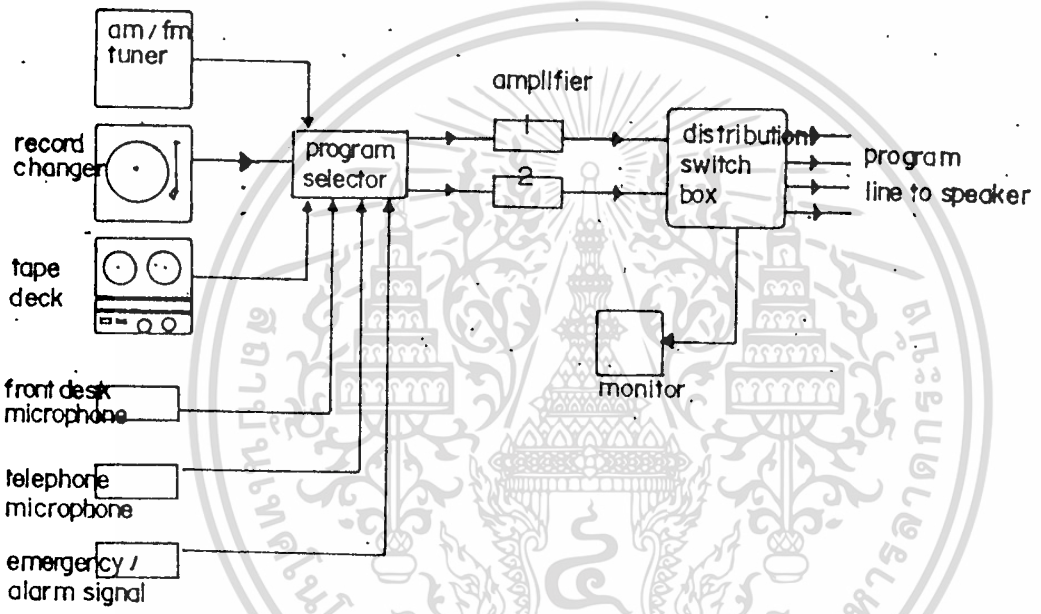 am / fm
tuner
record
changer
tape
deck
front desk
microphone
telephone
microphone
emergency /
alarm signal
program
selector
amplifier
1
2
distribution
switch
box
program
line to speaker
monitor